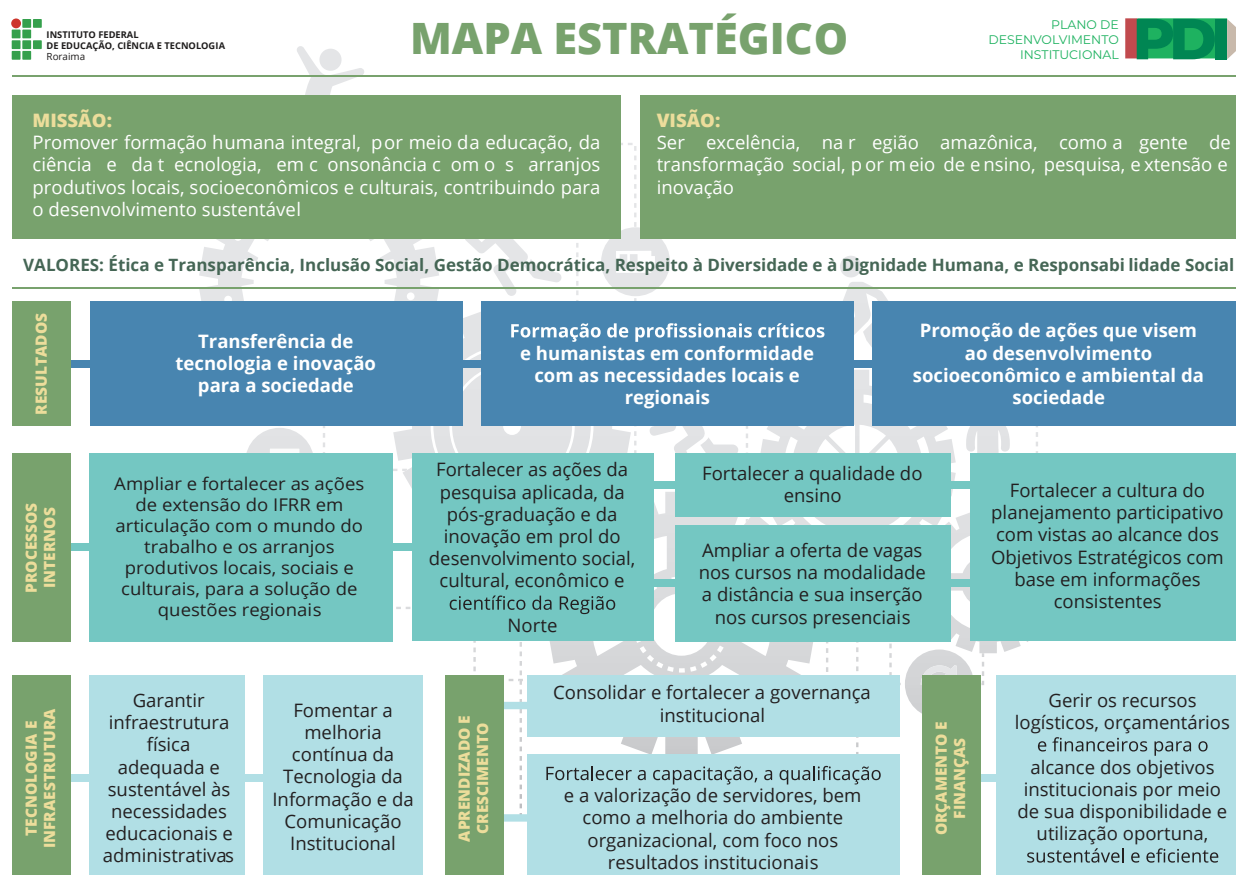 INSTITUTO FEDERAL
DE EDUCAÇÃO, CIÊNCIA E TECNOLOGIA
Roraima
MAPA ESTRATÉGICO
PLANO DE
DESENVOLVIMENTO
INSTITUCIONAL
PDI
MISSÃO:
Promover formação humana integral, por meio da educação, da
ciência e da t ecnologia, em c onsonância c om o s arranjos
produtivos locais, socioeconômicos e culturais, contribuindo para
o desenvolvimento sustentável
VISÃO:
Ser excelência, na r egião amazônica, como a gente de
transformação social, p or m eio de e nsino, pesquisa, e xtensão e
inovação
VALORES: Ética e Transparência, Inclusão Social, Gestão Democrática, Respeito à Diversidade e à Dignidade Humana, e Responsabi lidade Social
RESULTADOS
Transferência de
tecnologia e inovação
para a sociedade
Formação de profissionais críticos
e humanistas em conformidade
com as necessidades locais e
regionais
Promoção de ações que visem
ao desenvolvimento
socioeconômico e ambiental da
sociedade
PROCESSOS
INTERNOS
Ampliar e fortalecer as ações
de extensão do IFRR em
articulação com o mundo do
trabalho e os arranjos
produtivos locais, sociais e
culturais, para a solução de
questões regionais
Fortalecer as ações da
pesquisa aplicada, da
pós-graduação e da
inovação em prol do
desenvolvimento social,
cultural, econômico e
científico da Região
Norte
Fortalecer a qualidade do
ensino
Ampliar a oferta de vagas
nos cursos na modalidade
a distância e sua inserção
nos cursos presenciais
Fortalecer a cultura do
planejamento participativo
com vistas ao alcance dos
Objetivos Estratégicos com
base em informações
consistentes
TECNOLOGIA E
INFRAESTRUTURA
Garantir
infraestrutura
física
adequada e
sustentável às
necessidades
educacionais e
administrativas
Fomentar a
melhoria
contínua da
Tecnologia da
Informação e da
Comunicação
Institucional
APRENDIZADO E
CRESCIMENTO
Consolidar e fortalecer a governança
institucional
Fortalecer a capacitação, a qualificação
e a valorização de servidores, bem
como a melhoria do ambiente
organizacional, com foco nos
resultados institucionais
ORÇAMENTO E
FINANÇAS
Gerir os recursos
logísticos, orçamentários
e financeiros para o
alcance dos objetivos
institucionais por meio
de sua disponibilidade e
utilização oportuna,
sustentável e eficiente